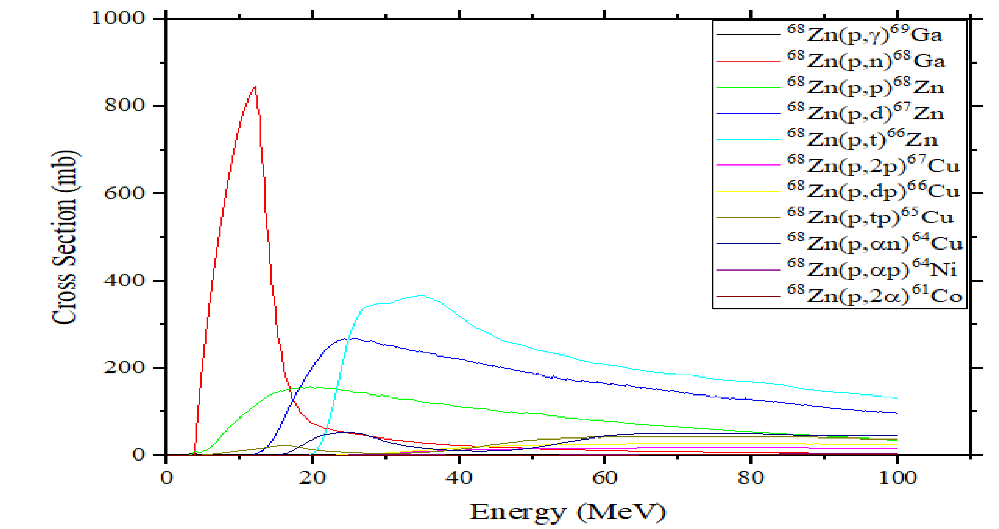 1000
800
600
400
200
0
Cross Section (mb)
0 20 40 60 80 100
Energy (MeV)
⁶⁸Zn(p,γ)⁶⁹Ga
⁶⁸Zn(p,n)⁶⁸Ga
⁶⁸Zn(p,p)⁶⁸Zn
⁶⁸Zn(p,d)⁶⁷Zn
⁶⁸Zn(p,t)⁶⁶Zn
⁶⁸Zn(p,2p)⁶⁷Cu
⁶⁸Zn(p,dp)⁶⁶Cu
⁶⁸Zn(p,tp)⁶⁵Cu
⁶⁸Zn(p,αn)⁶⁴Cu
⁶⁸Zn(p,αp)⁶⁴Ni
⁶⁸Zn(p,2α)⁶¹Co